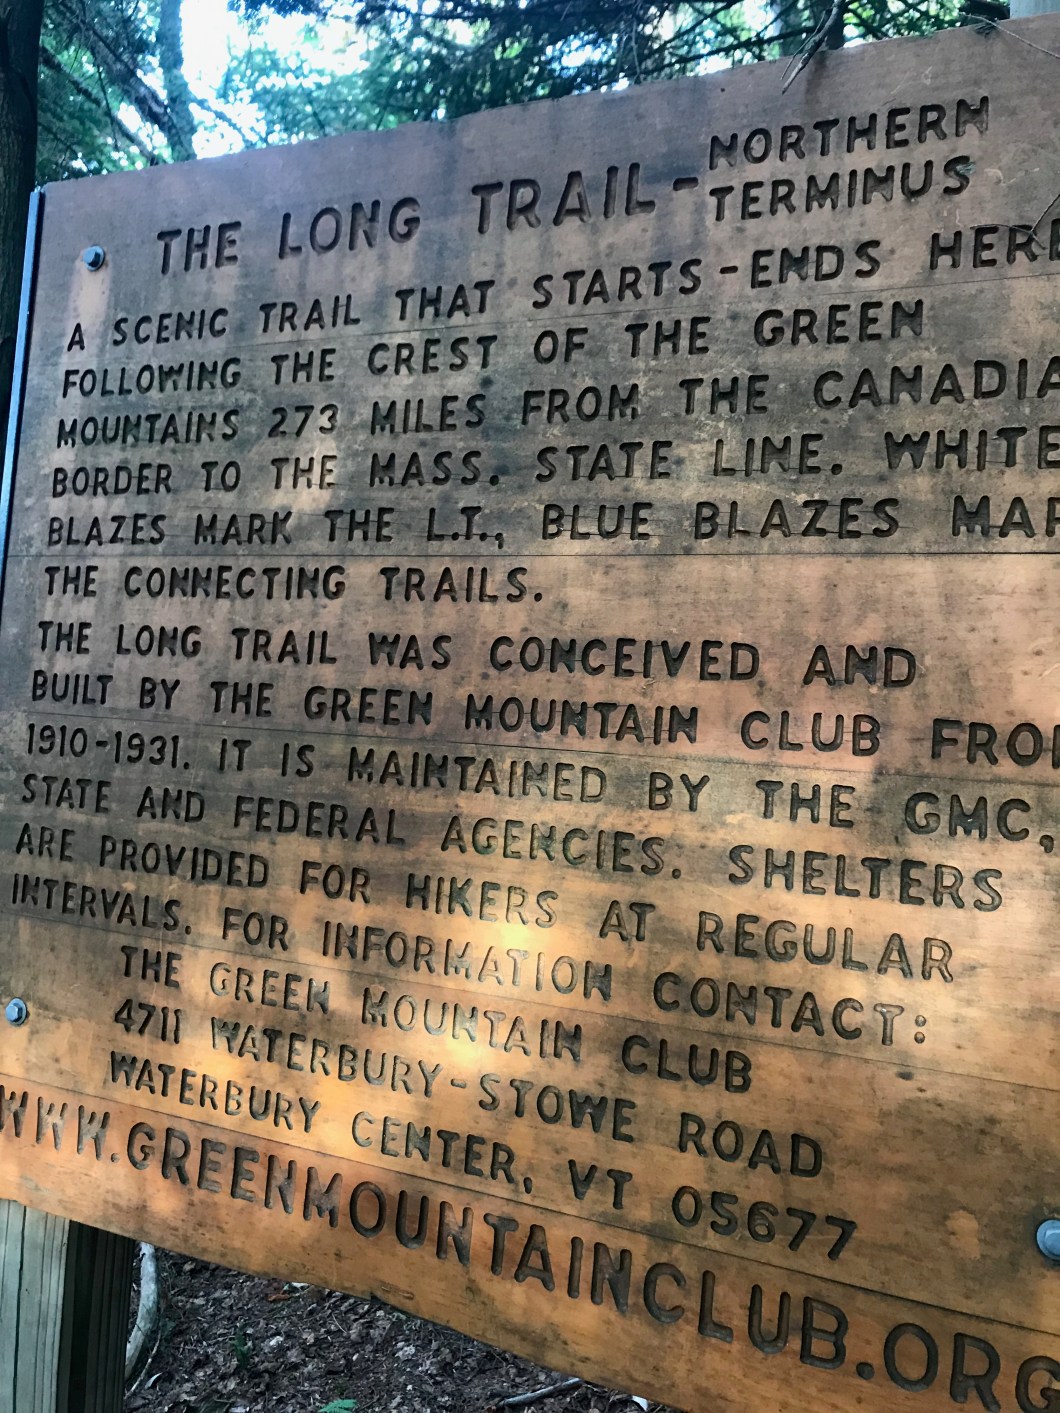 THE LONG TRAIL - NORTHERN TERMINUS
A SCENIC TRAIL THAT STARTS - ENDS HERE
FOLLOWING THE CREST OF THE GREEN
MOUNTAINS 273 MILES FROM THE CANADIA
BORDER TO THE MASS. STATE LINE. WHITE
BLAZES MARK THE L.T., BLUE BLAZES MAR
THE CONNECTING TRAILS.
THE LONG TRAIL WAS CONCEIVED AND
BUILT BY THE GREEN MOUNTAIN CLUB FROM
1910-1931. IT IS MAINTAINED BY THE GMC,
STATE AND FEDERAL AGENCIES. SHELTERS
ARE PROVIDED FOR HIKERS AT REGULAR
INTERVALS. FOR INFORMATION CONTACT:
THE GREEN MOUNTAIN CLUB
4711 WATERBURY-STOWE ROAD
WATERBURY CENTER, VT 05677
WWW.GREENMOUNTAINCLUB.ORG